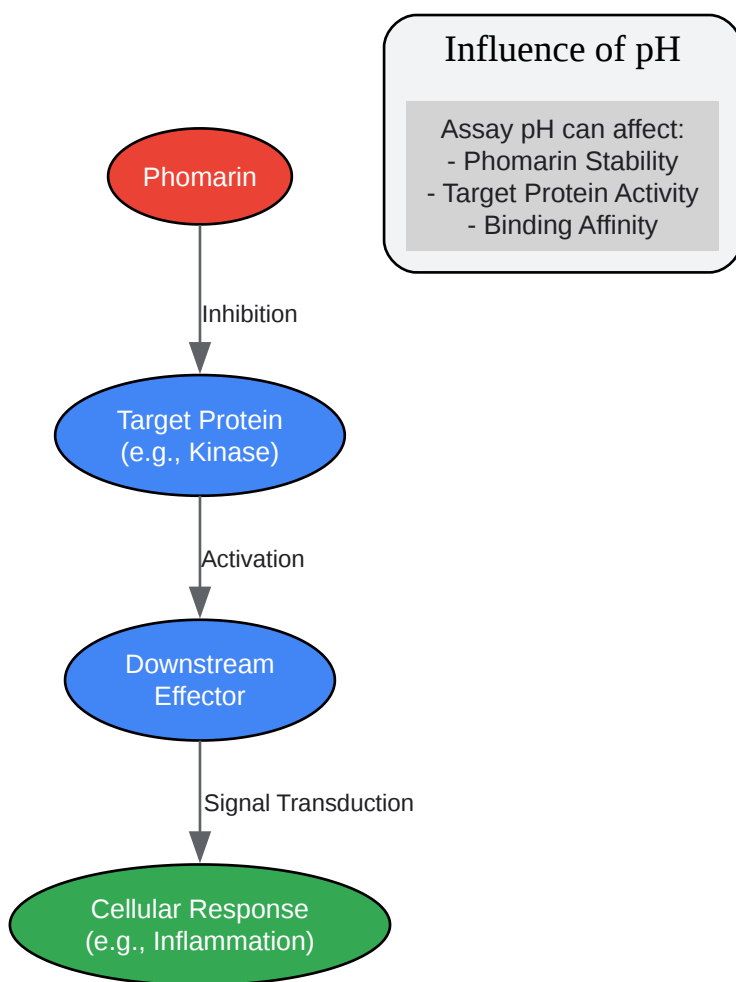 Influence of pH
Assay pH can affect:
- Phomarin Stability
- Target Protein Activity
- Binding Affinity
Phomarin
Inhibition
Target Protein
(e.g., Kinase)
Activation
Downstream
Effector
Signal Transduction
Cellular Response
(e.g., Inflammation)